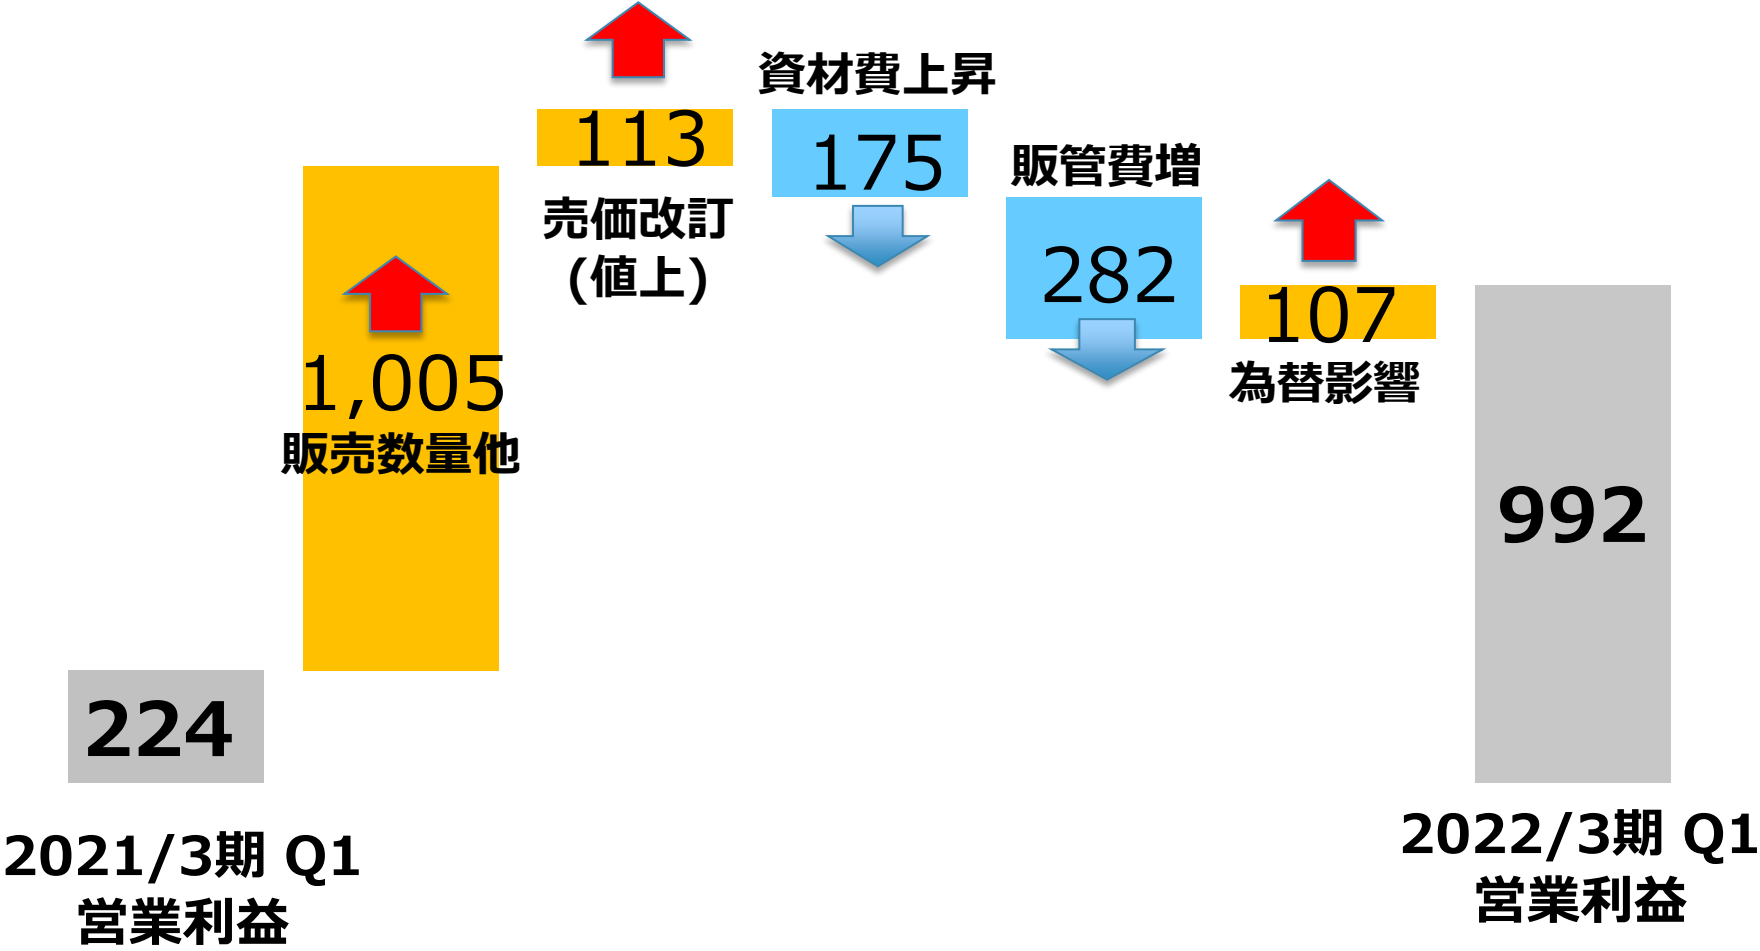 113
売価改訂
(値上)
資材費上昇
175
販管費増
282
107
為替影響
1,005
販売数量他
224
2021/3期 Q1
営業利益
992
2022/3期 Q1
営業利益